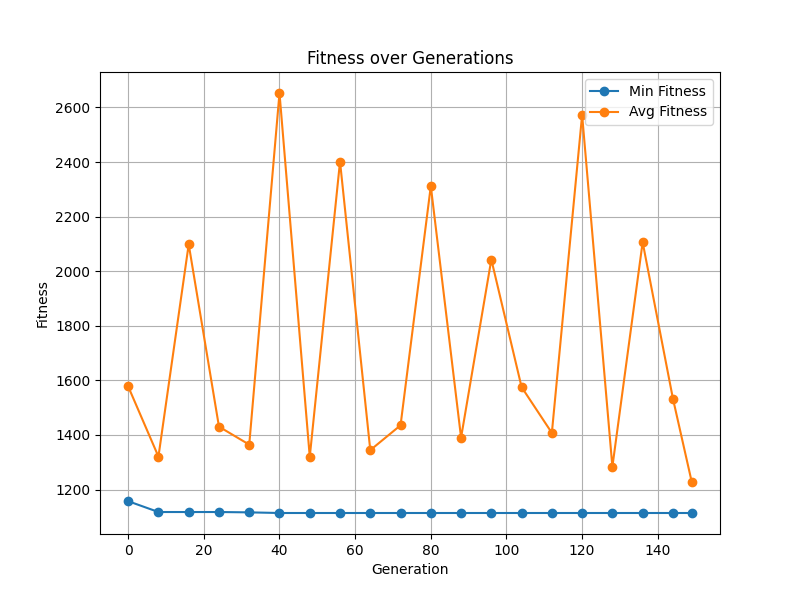 Fitness over Generations
Min Fitness
Avg Fitness
Fitness
2600
2400
2200
2000
1800
1600
1400
1200
0 20 40 60 80 100 120 140
Generation